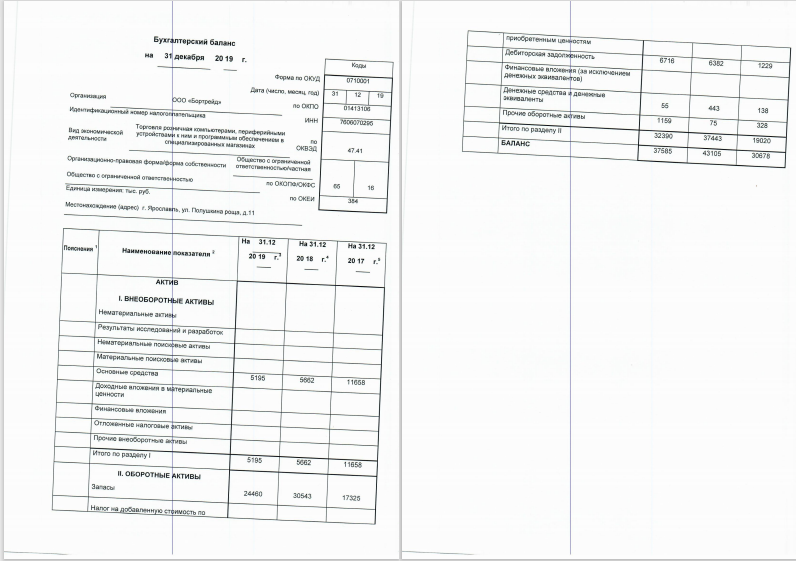 Бухгалтерский баланс
на 31 декабря 20 19 г.
Коды
Форма по ОКУД 0710001
Дата (число, месяц, год) 31 12 19
Организация ООО «Бортрейд» по ОКПО 01413106
Идентификационный номер налогоплательщика ИНН 7606070295
Вид экономической деятельности
Торговля розничная компьютерами, периферийными
устройствами к ним и программным обеспечением в
специализированных магазинах
по ОКВЭД 47.41
Организационно-правовая форма/форма собственности Общество с ограниченной
ответственностью/частная
Общество с ограниченной ответственностью по ОКОПФ/ОКФС 65 16
Единица измерения: тыс. руб. по ОКЕИ 384
Местонахождение (адрес) г. Ярославль, ул. Полушкина роща, д.11
Пояснения 1 Наименование показателя 2 На 31.12 20 19 г.3 На 31.12 20 18 г.4 На 31.12 20 17 г.5
АКТИВ
I. ВНЕОБОРОТНЫЕ АКТИВЫ
Нематериальные активы
Результаты исследований и разработок
Нематериальные поисковые активы
Материальные поисковые активы
Основные средства 5195 5662 11658
Доходные вложения в материальные
ценности
Финансовые вложения
Отложенные налоговые активы
Прочие внеоборотные активы
Итого по разделу I 5195 5662 11658
II. ОБОРОТНЫЕ АКТИВЫ
Запасы 24460 30543 17325
Налог на добавленную стоимость по
приобретенным ценностям
Дебиторская задолженность 6716 6382 1229
Финансовые вложения (за исключением
денежных эквивалентов)
Денежные средства и денежные
эквиваленты 55 443 138
Прочие оборотные активы 1159 75 328
Итого по разделу II 32390 37443 19020
БАЛАНС 37585 43105 30678